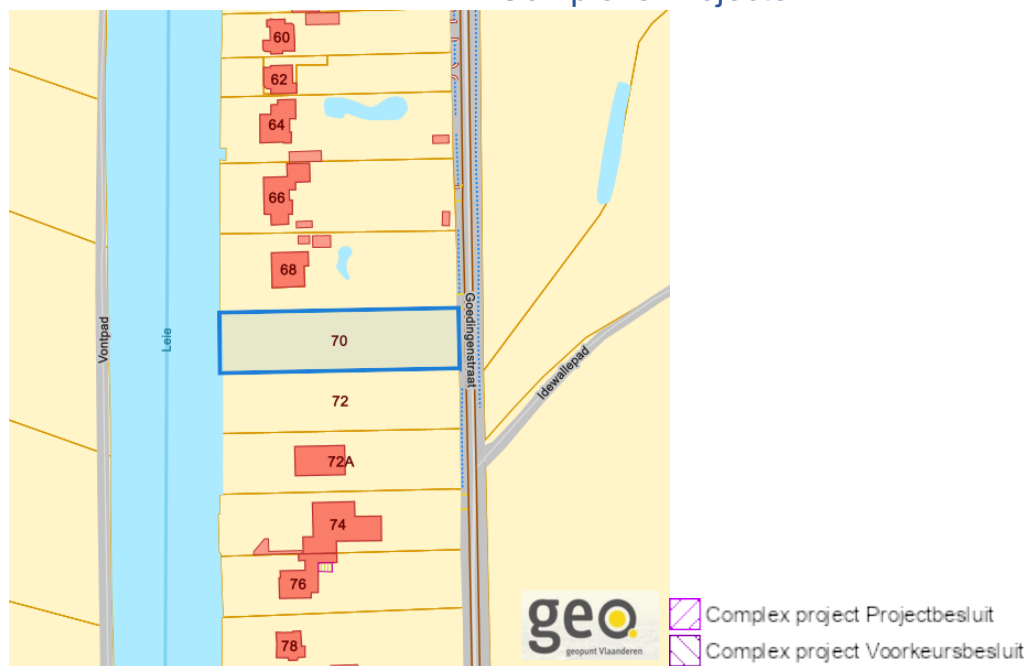 60
62
64
66
68
70
72
72A
74
76
78
Vontpad
Leie
Goedingenstraat
Idewallepad
geo
geopunt Vlaanderen
Complex project Projectbesluit
Complex project Voorkeursbesluit